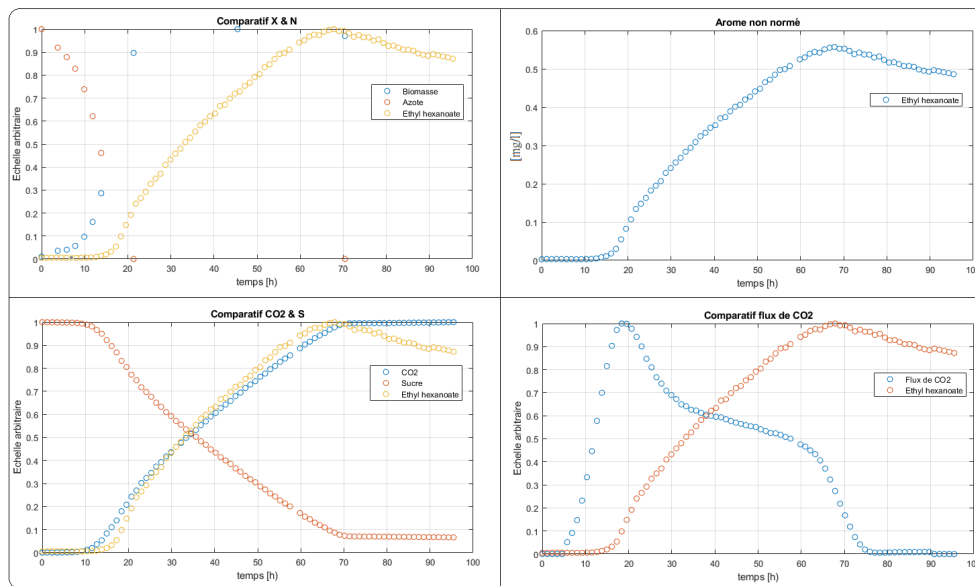 Comparatif X & N
Echelle arbitraire
1
0.9
0.8
0.7
0.6
0.5
0.4
0.3
0.2
0.1
0
Biomasse
Azote
Ethyl hexanoate
0 10 20 30 40 50 60 70 80 90 100
temps [h]
Arome non normé
[mg/l]
0.6
0.5
0.4
0.3
0.2
0.1
0
Ethyl hexanoate
0 10 20 30 40 50 60 70 80 90 100
temps [h]
Comparatif CO2 & S
Echelle arbitraire
1
0.9
0.8
0.7
0.6
0.5
0.4
0.3
0.2
0.1
0
CO2
Sucre
Ethyl hexanoate
0 10 20 30 40 50 60 70 80 90 100
temps [h]
Comparatif flux de CO2
Echelle arbitraire
1
0.9
0.8
0.7
0.6
0.5
0.4
0.3
0.2
0.1
0
Flux de CO2
Ethyl hexanoate
0 10 20 30 40 50 60 70 80 90 100
temps [h]